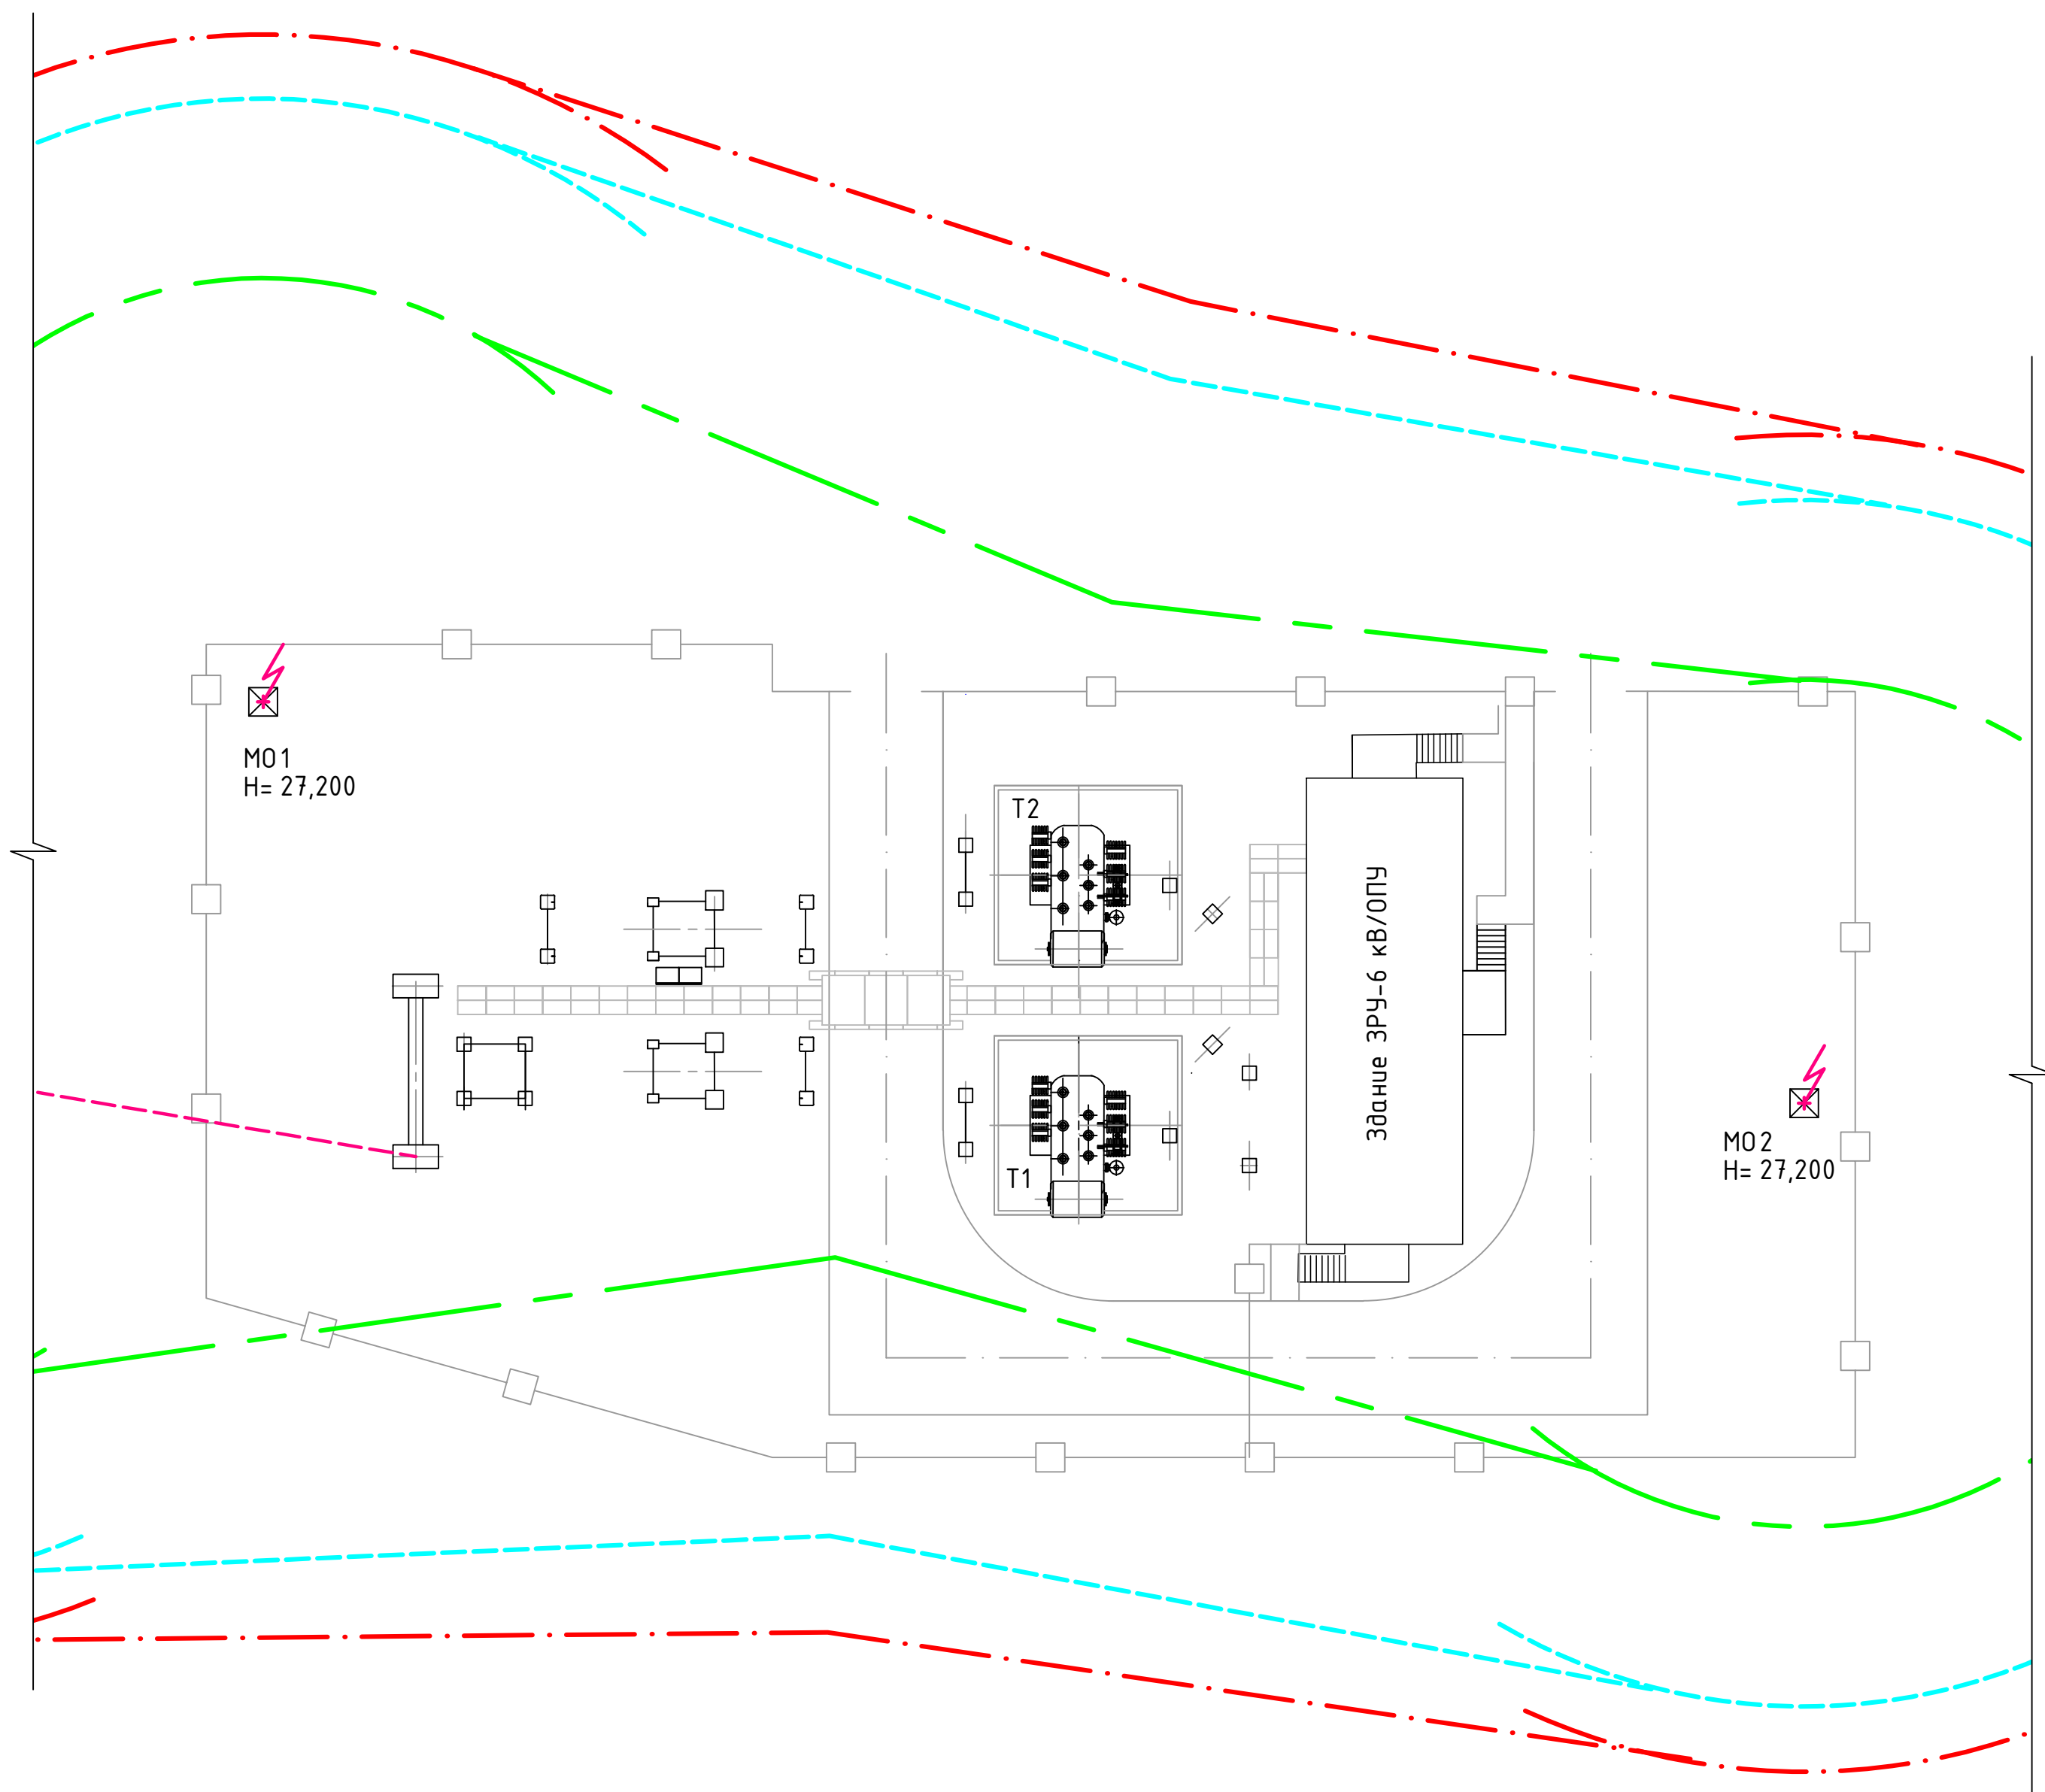 МО1
H= 27,200
Т2
Здание ЗРУ-6 кВ/ОПУ
МО2
H= 27,200
Т1